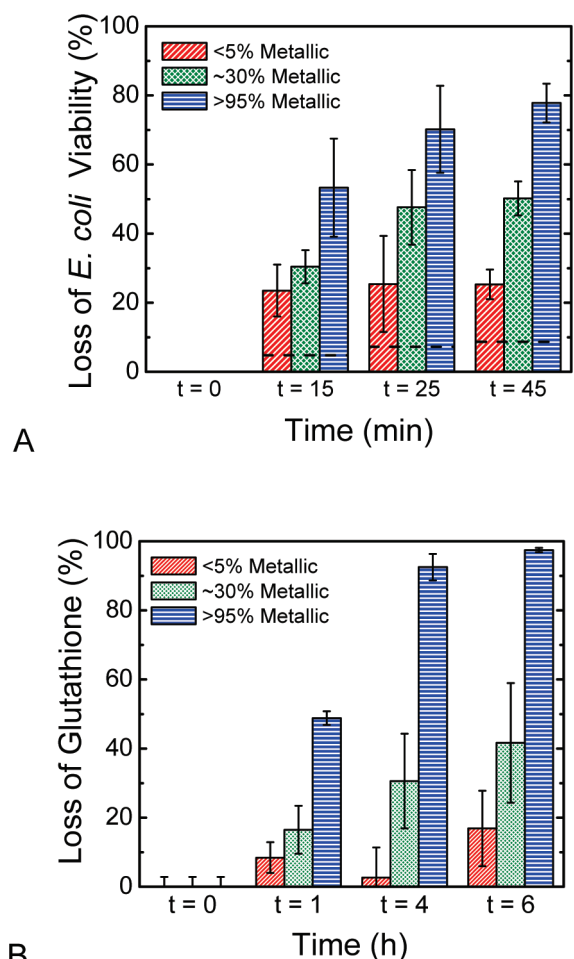 100
80
60
40
20
0
Loss of E. coli Viability (%)
<5% Metallic
~30% Metallic
>95% Metallic
t = 0 t = 15 t = 25 t = 45
Time (min)
A
100
80
60
40
20
0
Loss of Glutathione (%)
<5% Metallic
~30% Metallic
>95% Metallic
t = 0 t = 1 t = 4 t = 6
Time (h)
B